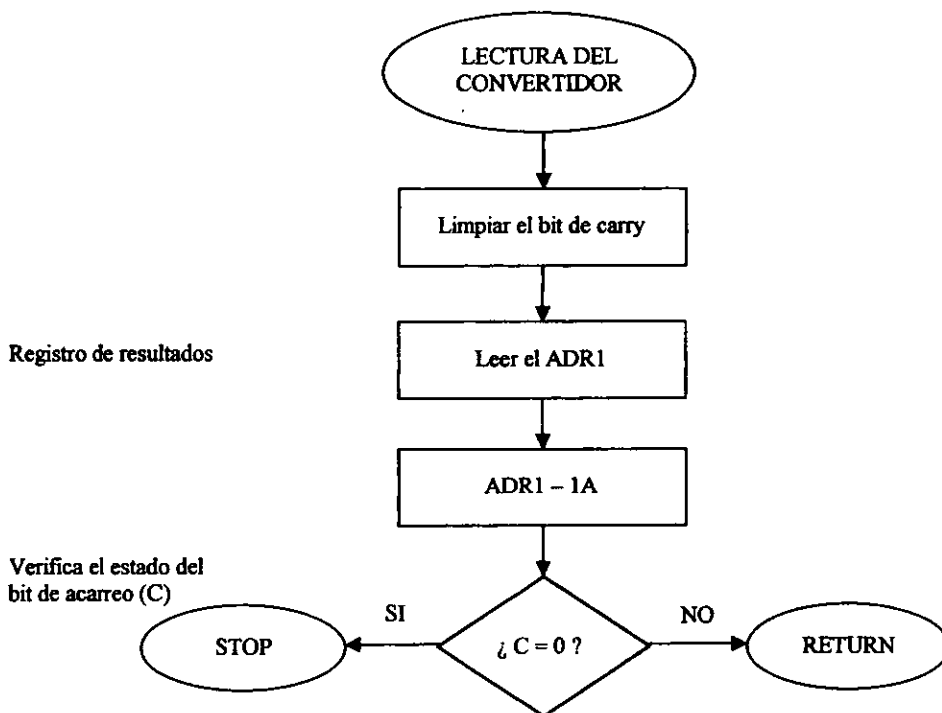 LECTURA DEL
CONVERTIDOR
Limpiar el bit de carry
Registro de resultados
Leer el ADR1
ADR1 – 1A
Verifica el estado del
bit de acarreo (C)
SI
NO
STOP
¿ C = 0 ?
RETURN